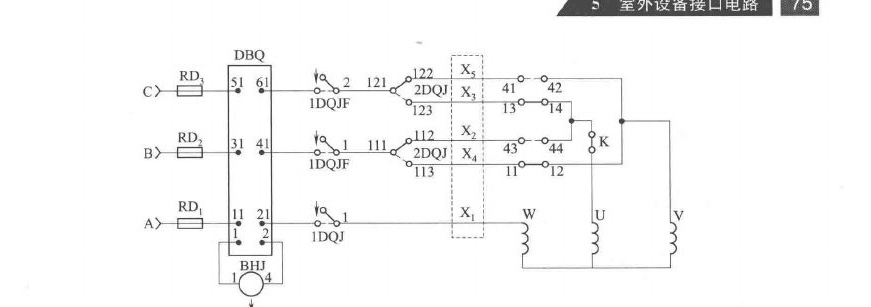 5 室外设备接口电路 75
DBQ
C RD3 51 61 2 1DQJF 121 122 2DQJ 123 X5 X3 41 42 13 14
B RD2 31 41 1 1DQJF 111 112 2DQJ 113 X2 X4 43 44 11 12 K
A RD1 11 21 1 1DQJ X1 W U V
1 2
BHJ
1 4